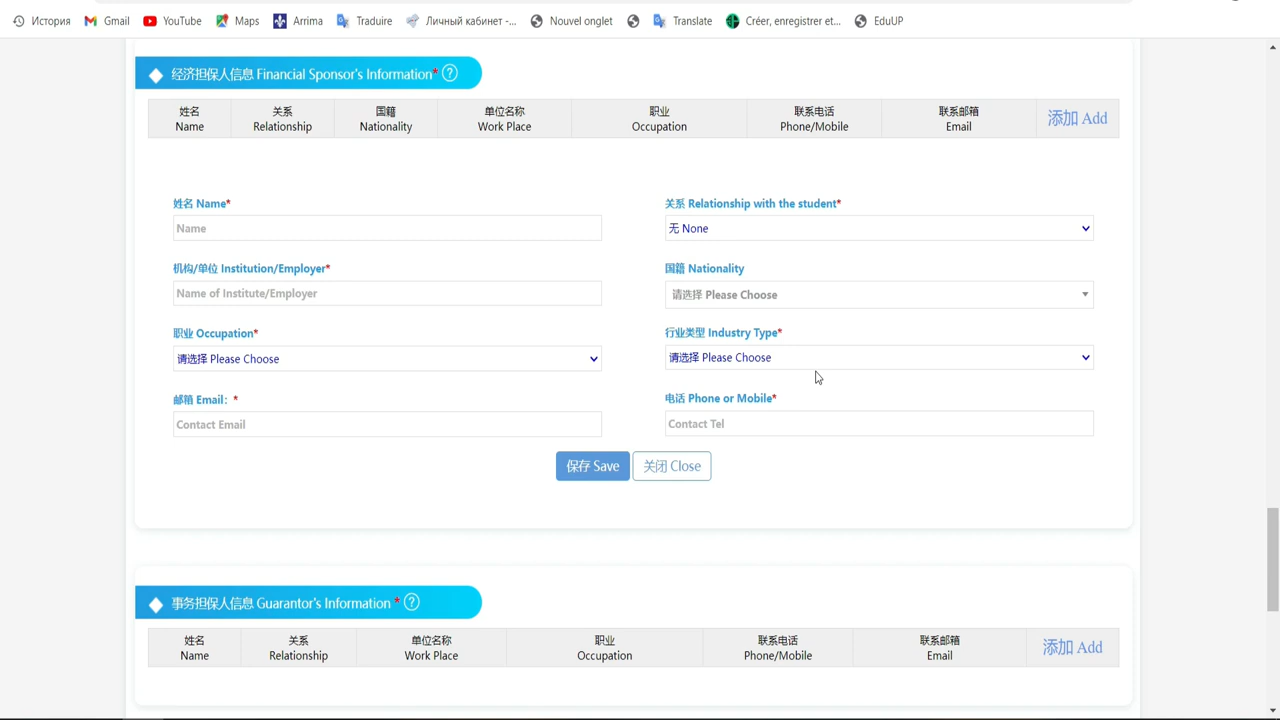 История Gmail YouTube Maps Arrima Traduire Личный кабинет -... Nouvel onglet Translate Créer, enregistrer et... EduUP
经济担保人信息 Financial Sponsor's Information*
姓名 关系 国籍 单位名称 职业 联系电话 联系邮箱 添加 Add
Name Relationship Nationality Work Place Occupation Phone/Mobile Email
姓名 Name* 关系 Relationship with the student*
Name 无 None
机构/单位 Institution/Employer* 国籍 Nationality
Name of Institute/Employer 请选择 Please Choose
职业 Occupation* 行业类型 Industry Type*
请选择 Please Choose 请选择 Please Choose
邮箱 Email： * 电话 Phone or Mobile*
Contact Email Contact Tel
保存 Save 关闭 Close
事务担保人信息 Guarantor's Information *
姓名 关系 单位名称 职业 联系电话 联系邮箱 添加 Add
Name Relationship Work Place Occupation Phone/Mobile Email